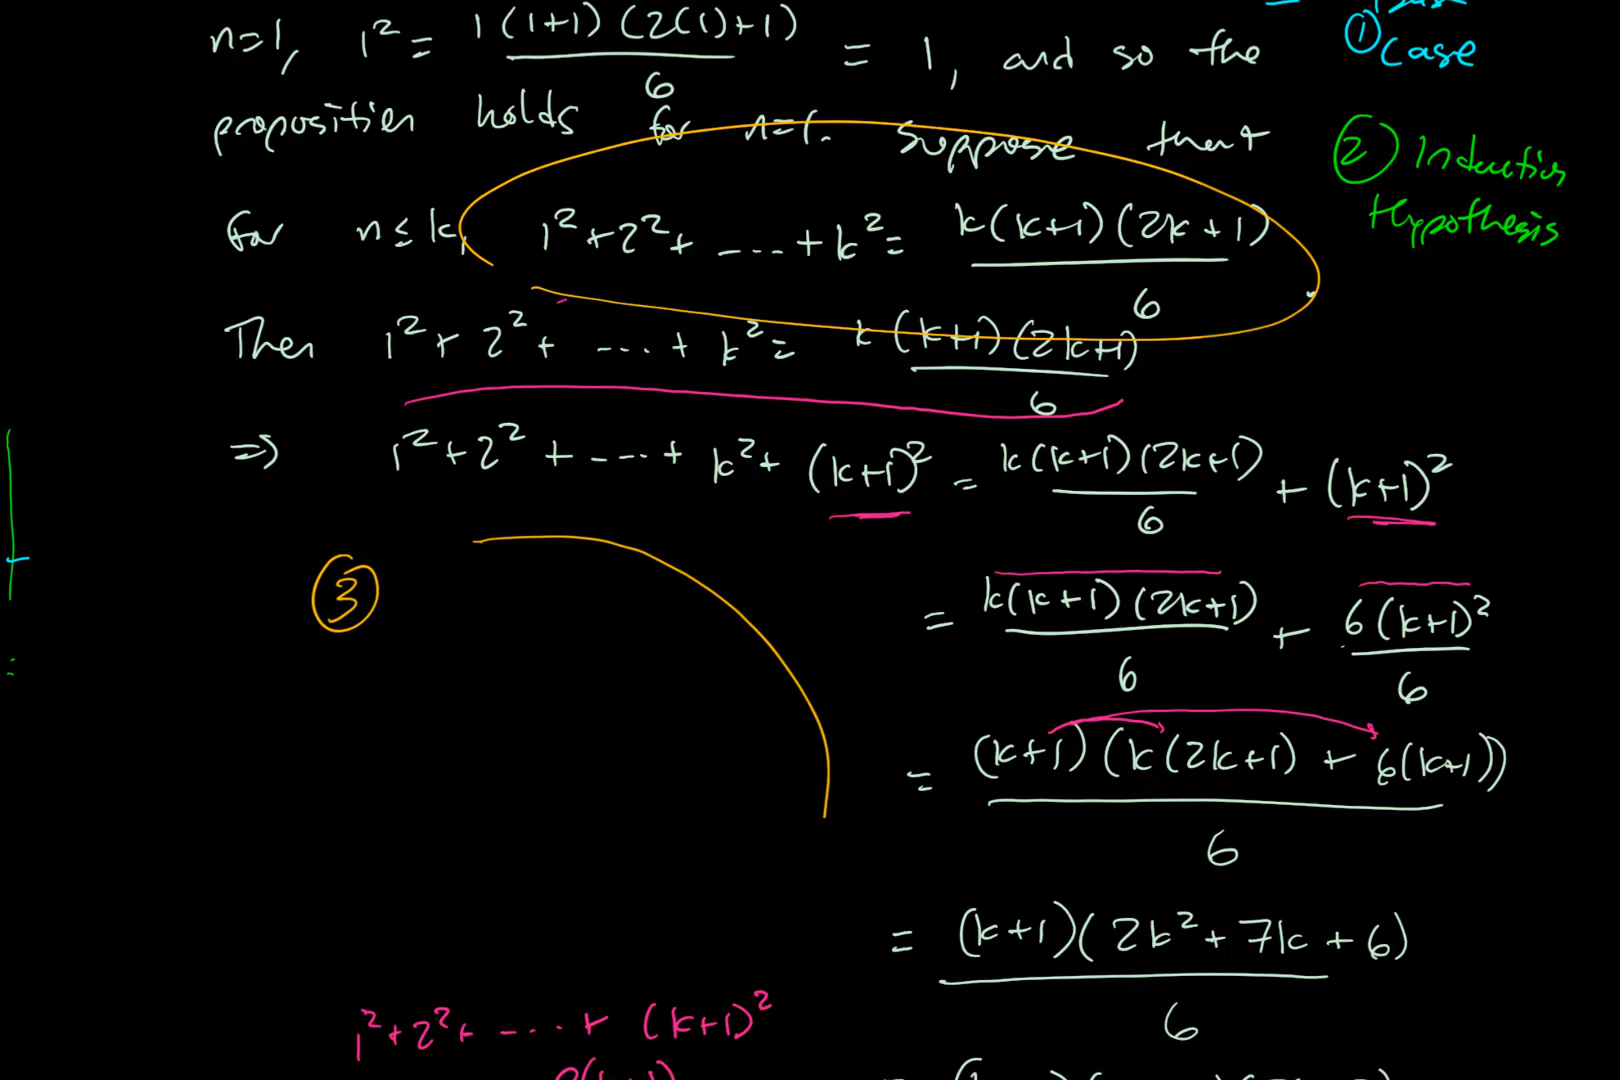 n=1, 1² = 1(1+1)(2(1)+1)/6 = 1, and so the
① Case
proposition holds for n=1. Suppose that
② Induction Hypothesis
for n≤k, 1²+2²+ ---- +k² = k(k+1)(2k+1)/6
Then 1²+2²+ ---- + k² = k(k+1)(2k+1)/6
⇒ 1²+2² + ---- + k² + (k+1)² = k(k+1)(2k+1)/6 + (k+1)²
③
= k(k+1)(2k+1)/6 + 6(k+1)²/6
= (k+1)(k(2k+1) + 6(k+1))/6
= (k+1)(2k²+7k+6)/6
1²+2²+ ---- + (k+1)²